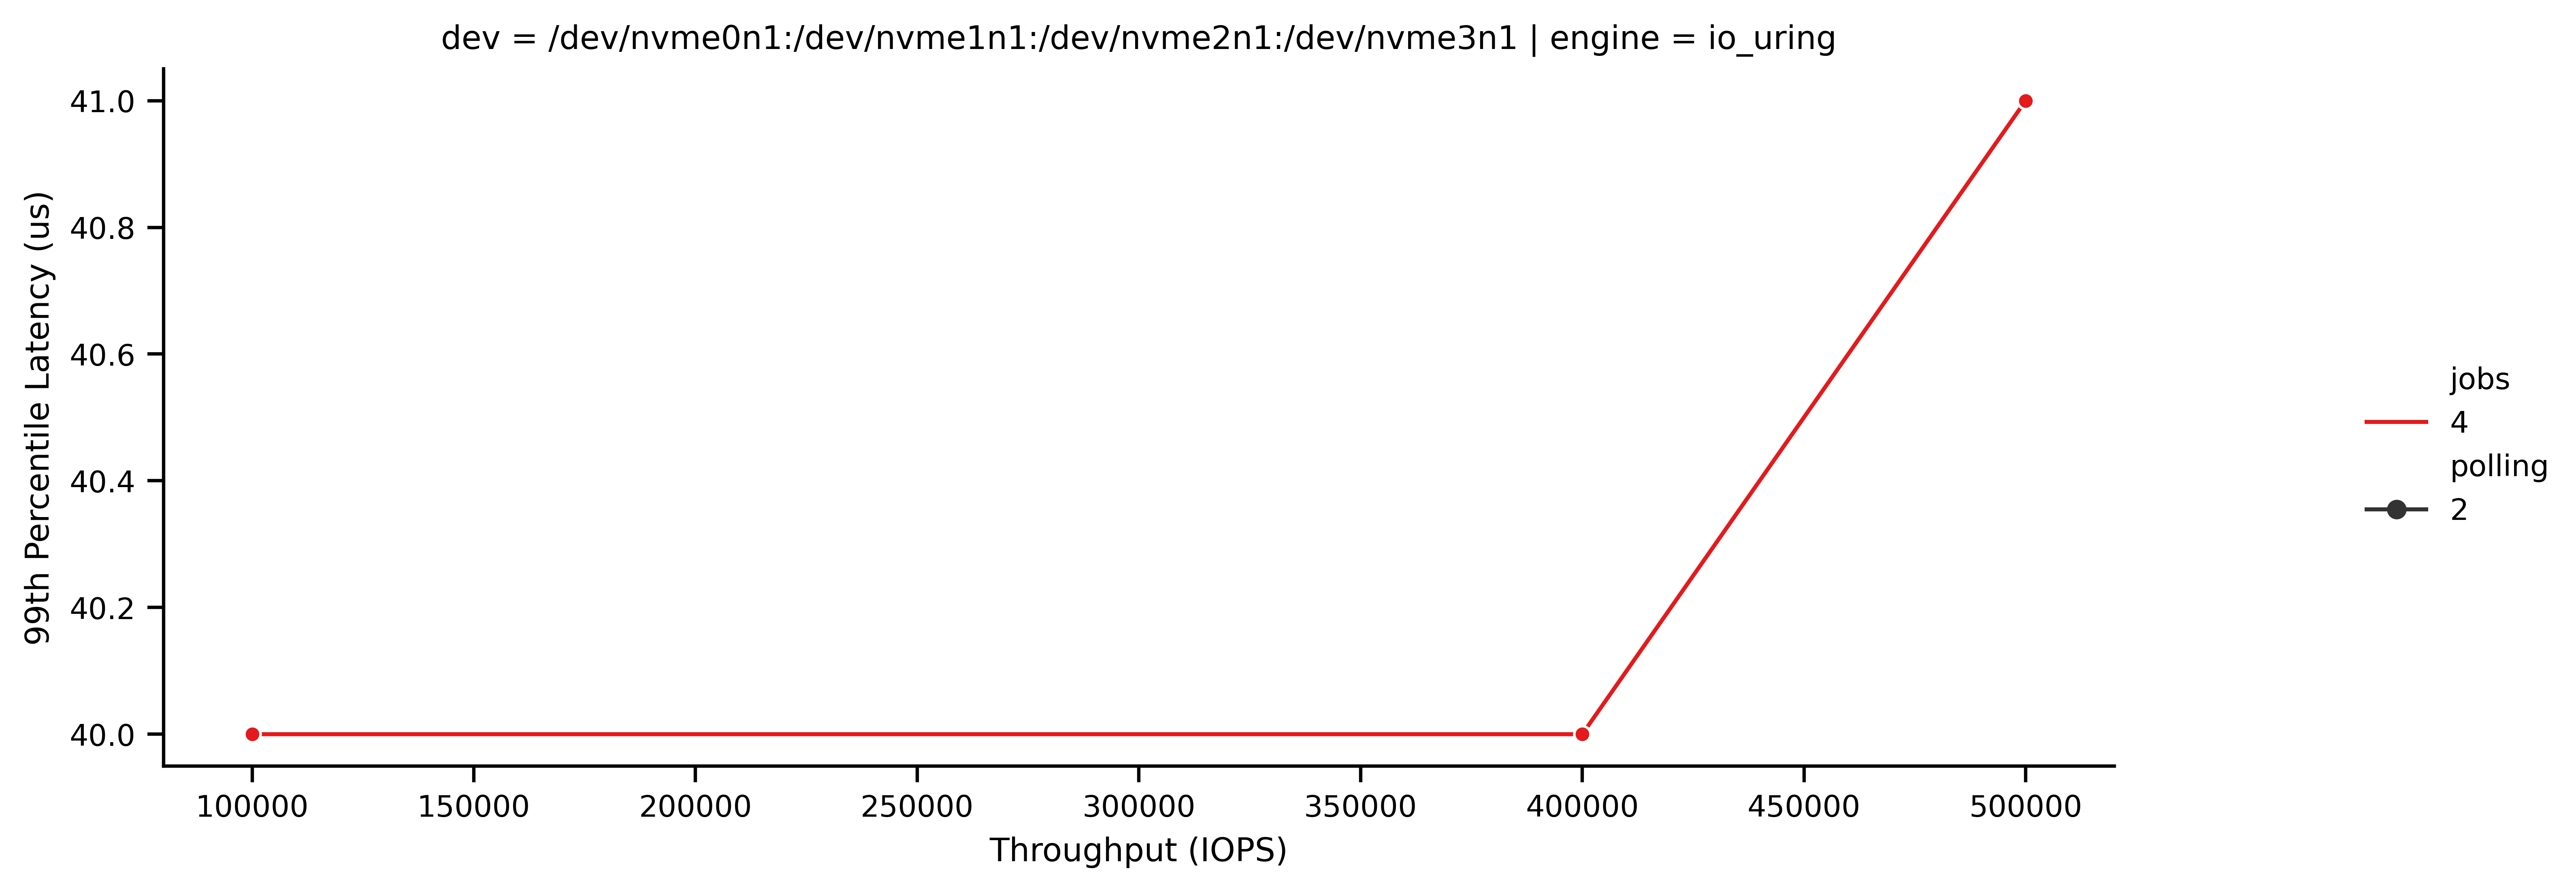 dev = /dev/nvme0n1:/dev/nvme1n1:/dev/nvme2n1:/dev/nvme3n1 | engine = io_uring
99th Percentile Latency (us)
41.0
40.8
40.6
40.4
40.2
40.0
100000 150000 200000 250000 300000 350000 400000 450000 500000
Throughput (IOPS)
jobs
4
polling
2